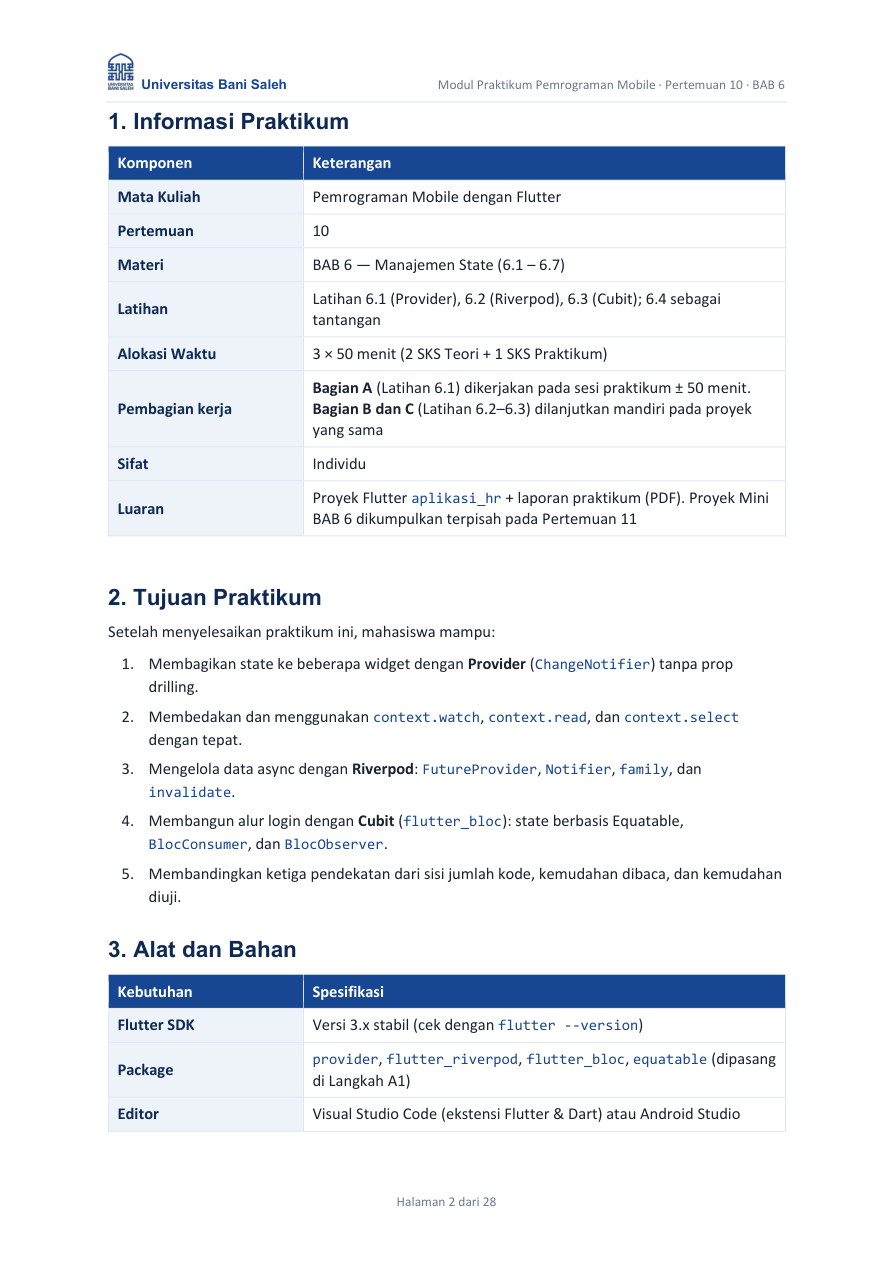 UNIVERSITAS
BANI SALEH
Universitas Bani Saleh
Modul Praktikum Pemrograman Mobile · Pertemuan 10 · BAB 6
1. Informasi Praktikum
Komponen
Keterangan
Mata Kuliah
Pemrograman Mobile dengan Flutter
Pertemuan
10
Materi
BAB 6 — Manajemen State (6.1 – 6.7)
Latihan
Latihan 6.1 (Provider), 6.2 (Riverpod), 6.3 (Cubit); 6.4 sebagai
tantangan
Alokasi Waktu
3 × 50 menit (2 SKS Teori + 1 SKS Praktikum)
Pembagian kerja
Bagian A (Latihan 6.1) dikerjakan pada sesi praktikum ± 50 menit.
Bagian B dan C (Latihan 6.2–6.3) dilanjutkan mandiri pada proyek
yang sama
Sifat
Individu
Luaran
Proyek Flutter aplikasi_hr + laporan praktikum (PDF). Proyek Mini
BAB 6 dikumpulkan terpisah pada Pertemuan 11
2. Tujuan Praktikum
Setelah menyelesaikan praktikum ini, mahasiswa mampu:
1. Membagikan state ke beberapa widget dengan Provider (ChangeNotifier) tanpa prop
drilling.
2. Membedakan dan menggunakan context.watch, context.read, dan context.select
dengan tepat.
3. Mengelola data async dengan Riverpod: FutureProvider, Notifier, family, dan
invalidate.
4. Membangun alur login dengan Cubit (flutter_bloc): state berbasis Equatable,
BlocConsumer, dan BlocObserver.
5. Membandingkan ketiga pendekatan dari sisi jumlah kode, kemudahan dibaca, dan kemudahan
diuji.
3. Alat dan Bahan
Kebutuhan
Spesifikasi
Flutter SDK
Versi 3.x stabil (cek dengan flutter --version)
Package
provider, flutter_riverpod, flutter_bloc, equatable (dipasang
di Langkah A1)
Editor
Visual Studio Code (ekstensi Flutter & Dart) atau Android Studio
Halaman 2 dari 28